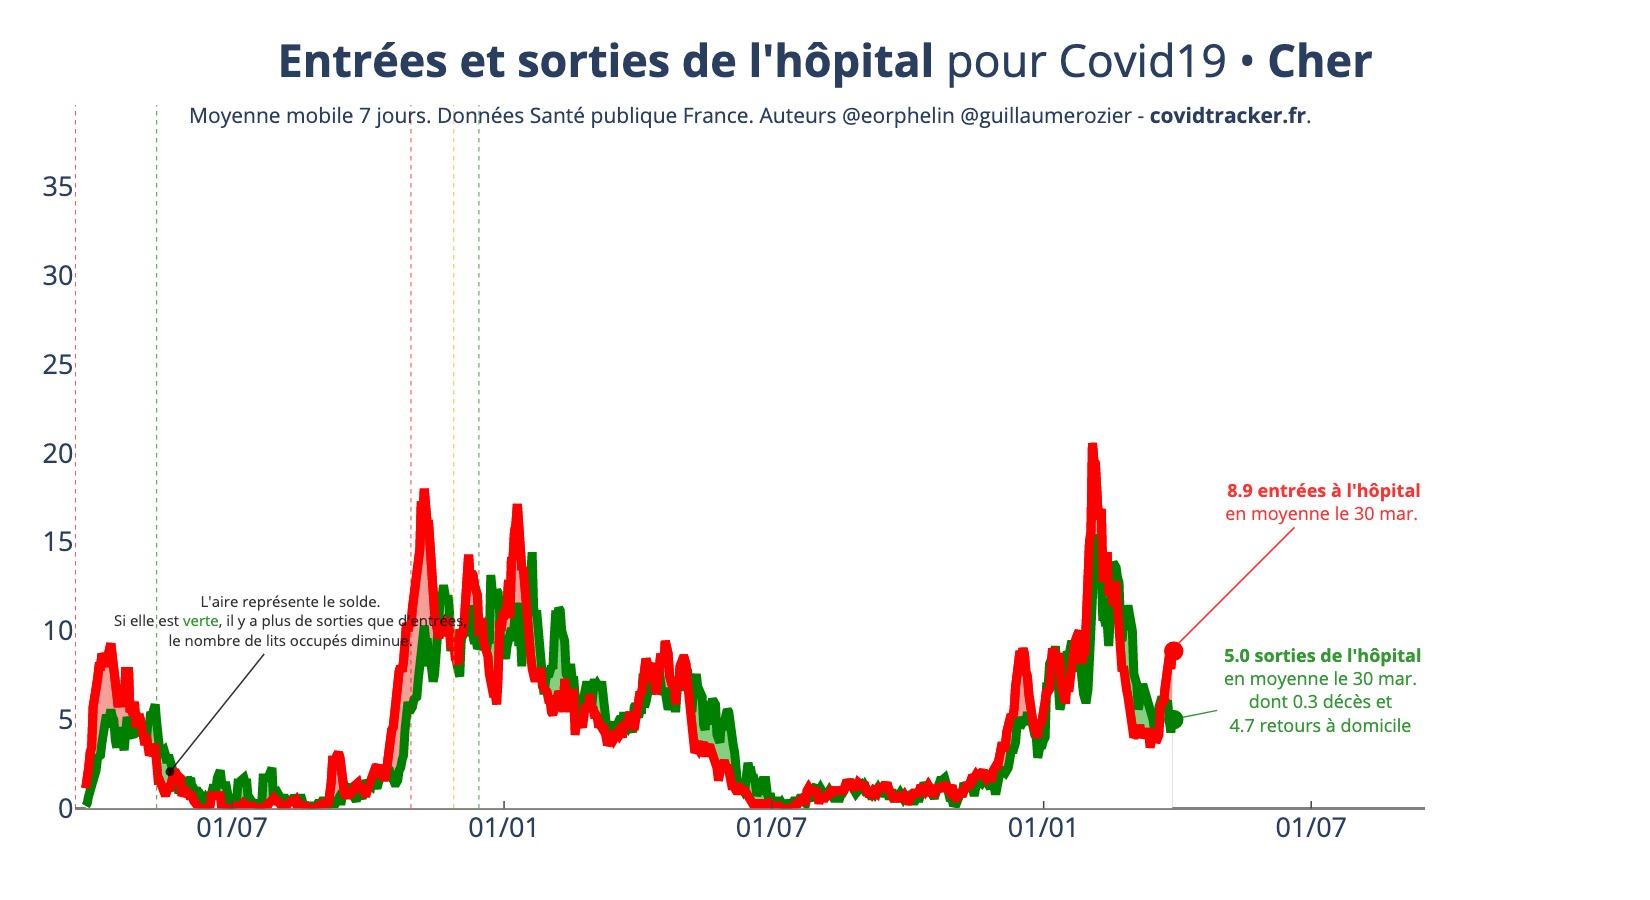 Entrées et sorties de l'hôpital pour Covid19 • Cher
Moyenne mobile 7 jours. Données Santé publique France. Auteurs @eorphelin @guillaumerozier - covidtracker.fr.
35
30
25
20
15
10
5
0
L'aire représente le solde.
Si elle est verte, il y a plus de sorties que d'entrées,
le nombre de lits occupés diminue.
8.9 entrées à l'hôpital
en moyenne le 30 mar.
5.0 sorties de l'hôpital
en moyenne le 30 mar.
dont 0.3 décès et
4.7 retours à domicile
01/07
01/01
01/07
01/01
01/07